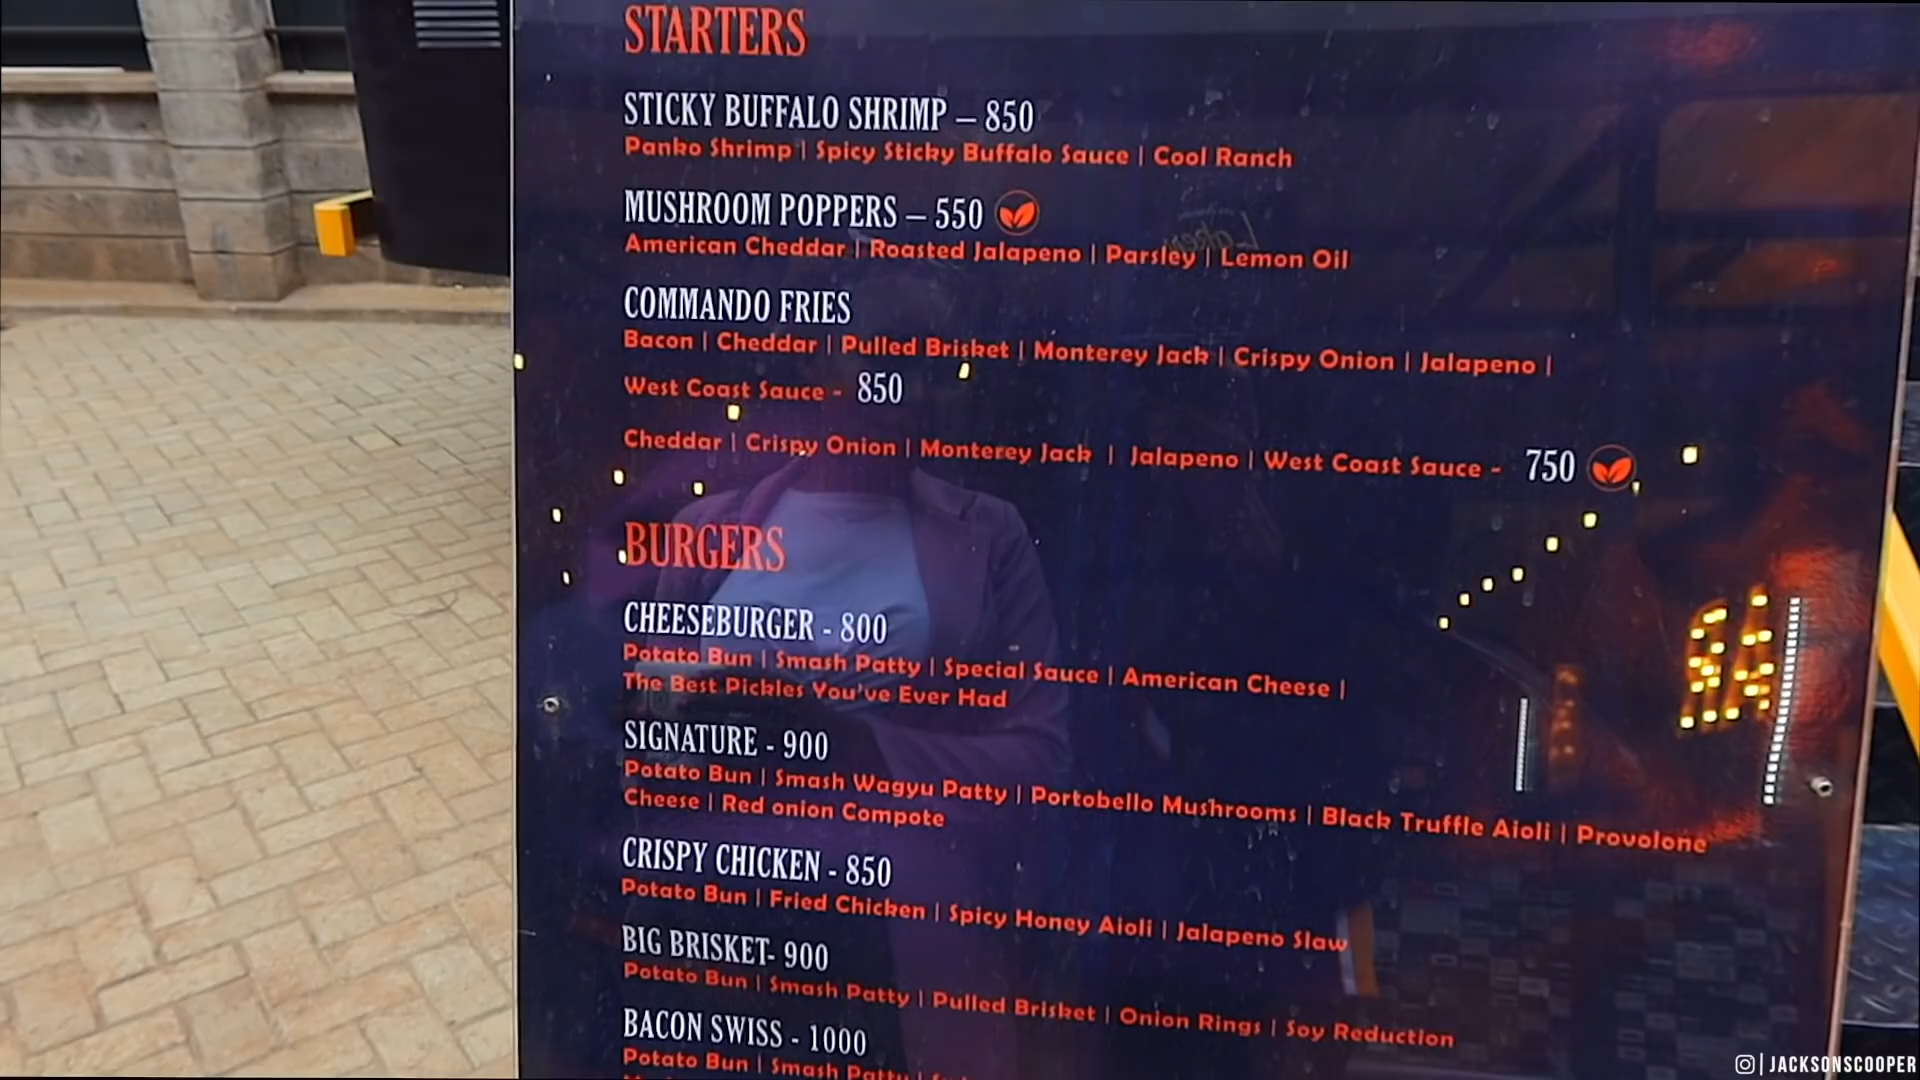 STARTERS
STICKY BUFFALO SHRIMP – 850
Panko Shrimp | Spicy Sticky Buffalo Sauce | Cool Ranch
MUSHROOM POPPERS – 550
American Cheddar | Roasted Jalapeno | Parsley | Lemon Oil
COMMANDO FRIES
Bacon | Cheddar | Pulled Brisket | Monterey Jack | Crispy Onion | Jalapeno |
West Coast Sauce - 850
Cheddar | Crispy Onion | Monterey Jack | Jalapeno | West Coast Sauce - 750
BURGERS
CHEESEBURGER - 800
Potato Bun | Smash Patty | Special Sauce | American Cheese |
The Best Pickles You've Ever Had
SIGNATURE - 900
Potato Bun | Smash Wagyu Patty | Portobello Mushrooms | Black Truffle Aioli | Provolone
Cheese | Red onion Compote
CRISPY CHICKEN - 850
Potato Bun | Fried Chicken | Spicy Honey Aioli | Jalapeno Slaw
BIG BRISKET- 900
Potato Bun | Smash Patty | Pulled Brisket | Onion Rings | Soy Reduction
BACON SWISS - 1000
Potato Bun | Smash Patty |
| JACKSONSCOOPER